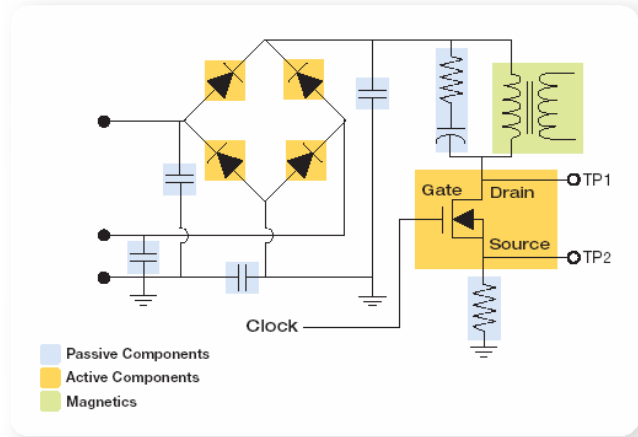 Gate
Drain
TP1
Source
TP2
Clock
Passive Components
Active Components
Magnetics